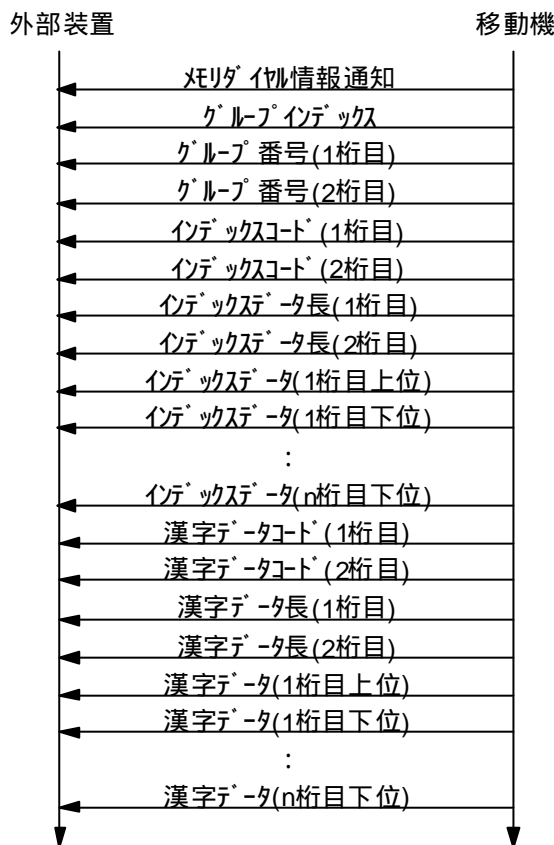 外部装置 移動機
ﾒﾓﾘﾀﾞｲﾔﾙ情報通知
ｸﾞﾙｰﾌﾟｲﾝﾃﾞｯｸｽ
ｸﾞﾙｰﾌﾟ番号(1桁目)
ｸﾞﾙｰﾌﾟ番号(2桁目)
ｲﾝﾃﾞｯｸｽｺｰﾄﾞ(1桁目)
ｲﾝﾃﾞｯｸｽｺｰﾄﾞ(2桁目)
ｲﾝﾃﾞｯｸｽﾃﾞｰﾀ長(1桁目)
ｲﾝﾃﾞｯｸｽﾃﾞｰﾀ長(2桁目)
ｲﾝﾃﾞｯｸｽﾃﾞｰﾀ(1桁目上位)
ｲﾝﾃﾞｯｸｽﾃﾞｰﾀ(1桁目下位)
:
ｲﾝﾃﾞｯｸｽﾃﾞｰﾀ(n桁目下位)
漢字ﾃﾞｰﾀｺｰﾄﾞ(1桁目)
漢字ﾃﾞｰﾀｺｰﾄﾞ(2桁目)
漢字ﾃﾞｰﾀ長(1桁目)
漢字ﾃﾞｰﾀ長(2桁目)
漢字ﾃﾞｰﾀ(1桁目上位)
漢字ﾃﾞｰﾀ(1桁目下位)
:
漢字ﾃﾞｰﾀ(n桁目下位)